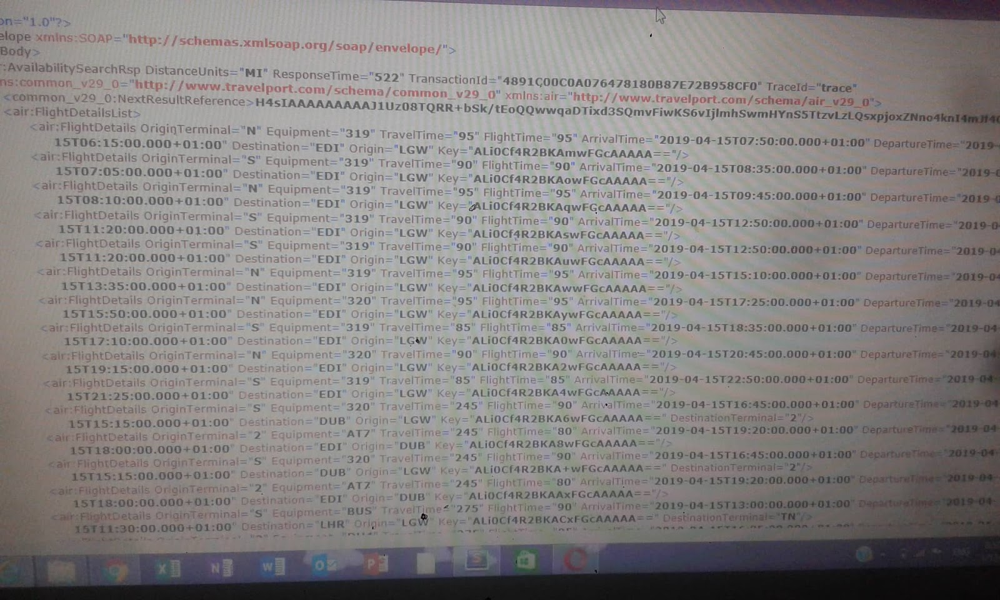 on="1.0"?>
elope xmlns:SOAP="http://schemas.xmlsoap.org/soap/envelope/">
Body>
r:AvailabilitySearchRsp DistanceUnits="MI" ResponseTime="522" TransactionId="4891C00C0A076478180B87E72B958CF0" TraceId="trace"
ns:common_v29_0="http://www.travelport.com/schema/common_v29_0" xmlns:air="http://www.travelport.com/schema/air_v29_0">
<common_v29_0:NextResultReference>
<air:FlightDetailsList>
<air:FlightDetails OriginTerminal="N" Equipment="319" TravelTime="95" FlightTime="95" ArrivalTime="2019-04-15T07:50:00.000+01:00" DepartureTime="2019-
15T06:15:00.000+01:00" Destination="EDI" Origin="LGW" Key="ALi0Cf4R2BKAmwFGcAAAAA=="/>
<air:FlightDetails OriginTerminal="S" Equipment="319" TravelTime="90" FlightTime="90" ArrivalTime="2019-04-15T08:35:00.000+01:00" DepartureTime="2019-0
15T07:05:00.000+01:00" Destination="EDI" Origin="LGW" Key="ALi0Cf4R2BKAowFGcAAAAA=="/>
<air:FlightDetails OriginTerminal="N" Equipment="319" TravelTime="95" FlightTime="95" ArrivalTime="2019-04-15T09:45:00.000+01:00" DepartureTime="2019-0
15T08:10:00.000+01:00" Destination="EDI" Origin="LGW" Key="ALi0Cf4R2BKAqwFGcAAAAA=="/>
<air:FlightDetails OriginTerminal="S" Equipment="319" TravelTime="90" FlightTime="90" ArrivalTime="2019-04-15T12:50:00.000+01:00" DepartureTime="2019-0
15T11:20:00.000+01:00" Destination="EDI" Origin="LGW" Key="ALi0Cf4R2BKAswFGcAAAAA=="/>
<air:FlightDetails OriginTerminal="S" Equipment="319" TravelTime="90" FlightTime="90" ArrivalTime="2019-04-15T12:50:00.000+01:00" DepartureTime="2019-04
15T11:20:00.000+01:00" Destination="EDI" Origin="LGW" Key="ALi0Cf4R2BKAuwFGcAAAAA=="/>
<air:FlightDetails OriginTerminal="N" Equipment="319" TravelTime="95" FlightTime="95" ArrivalTime="2019-04-15T15:10:00.000+01:00" DepartureTime="2019-04
15T13:35:00.000+01:00" Destination="EDI" Origin="LGW" Key="ALi0Cf4R2BKAwwFGcAAAAA=="/>
<air:FlightDetails OriginTerminal="N" Equipment="320" TravelTime="95" FlightTime="95" ArrivalTime="2019-04-15T17:25:00.000+01:00" DepartureTime="2019-04
15T15:50:00.000+01:00" Destination="EDI" Origin="LGW" Key="ALi0Cf4R2BKAywFGcAAAAA=="/>
<air:FlightDetails OriginTerminal="S" Equipment="319" TravelTime="85" FlightTime="85" ArrivalTime="2019-04-15T18:35:00.000+01:00" DepartureTime="2019-04-
15T17:10:00.000+01:00" Destination="EDI" Origin="LGW" Key="ALi0Cf4R2BKA0wFGcAAAAA=="/>
<air:FlightDetails OriginTerminal="N" Equipment="320" TravelTime="90" FlightTime="90" ArrivalTime="2019-04-15T20:45:00.000+01:00" DepartureTime="2019-04-
15T19:15:00.000+01:00" Destination="EDI" Origin="LGW" Key="ALi0Cf4R2BKA2wFGcAAAAA=="/>
<air:FlightDetails OriginTerminal="S" Equipment="319" TravelTime="85" FlightTime="85" ArrivalTime="2019-04-15T22:50:00.000+01:00" DepartureTime="2019-04-
15T21:25:00.000+01:00" Destination="EDI" Origin="LGW" Key="ALi0Cf4R2BKA4wFGcAAAAA=="/>
<air:FlightDetails OriginTerminal="S" Equipment="320" TravelTime="245" FlightTime="90" ArrivalTime="2019-04-15T16:45:00.000+01:00" DepartureTime="2019-04-
15T15:15:00.000+01:00" Destination="DUB" Origin="LGW" Key="ALi0Cf4R2BKA6wFGcAAAAA==" DestinationTerminal="2"/>
<air:FlightDetails OriginTerminal="2" Equipment="AT7" TravelTime="245" FlightTime="80" ArrivalTime="2019-04-15T19:20:00.000+01:00" DepartureTime="2019-04-
15T18:00:00.000+01:00" Destination="EDI" Origin="DUB" Key="ALi0Cf4R2BKA8wFGcAAAAA=="/>
<air:FlightDetails OriginTerminal="S" Equipment="320" TravelTime="245" FlightTime="90" ArrivalTime="2019-04-15T16:45:00.000+01:00" DepartureTime="2019-04-
15T15:15:00.000+01:00" Destination="DUB" Origin="LGW" Key="ALi0Cf4R2BKA+wFGcAAAAA==" DestinationTerminal="2"/>
<air:FlightDetails OriginTerminal="2" Equipment="AT7" TravelTime="245" FlightTime="80" ArrivalTime="2019-04-15T19:20:00.000+01:00" DepartureTime="2019-04-
15T18:00:00.000+01:00" Destination="EDI" Origin="DUB" Key="ALi0Cf4R2BKAAxFGcAAAAA=="/>
<air:FlightDetails OriginTerminal="S" Equipment="BUS" TravelTime="275" FlightTime="90" ArrivalTime="2019-04-15T13:00:00.000+01:00" DepartureTime="2019-04-
15T11:30:00.000+01:00" Destination="LHR" Origin="LGW" Key="ALi0Cf4R2BKACxFGcAAAAA==" DestinationTerminal="TN"/>